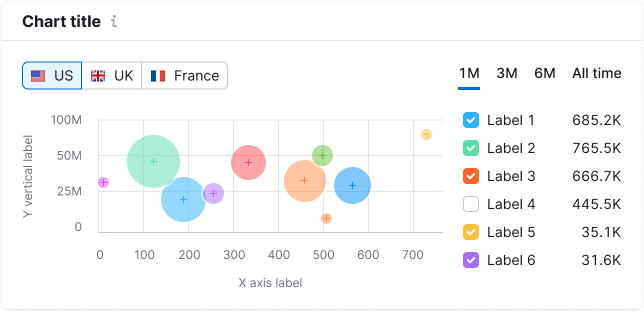 Chart title
US UK France
1M 3M 6M All time
Y vertical label
100M
50M
25M
0
0 100 200 300 400 500 600 700
X axis label
Label 1 685.2K
Label 2 765.5K
Label 3 666.7K
Label 4 445.5K
Label 5 35.1K
Label 6 31.6K